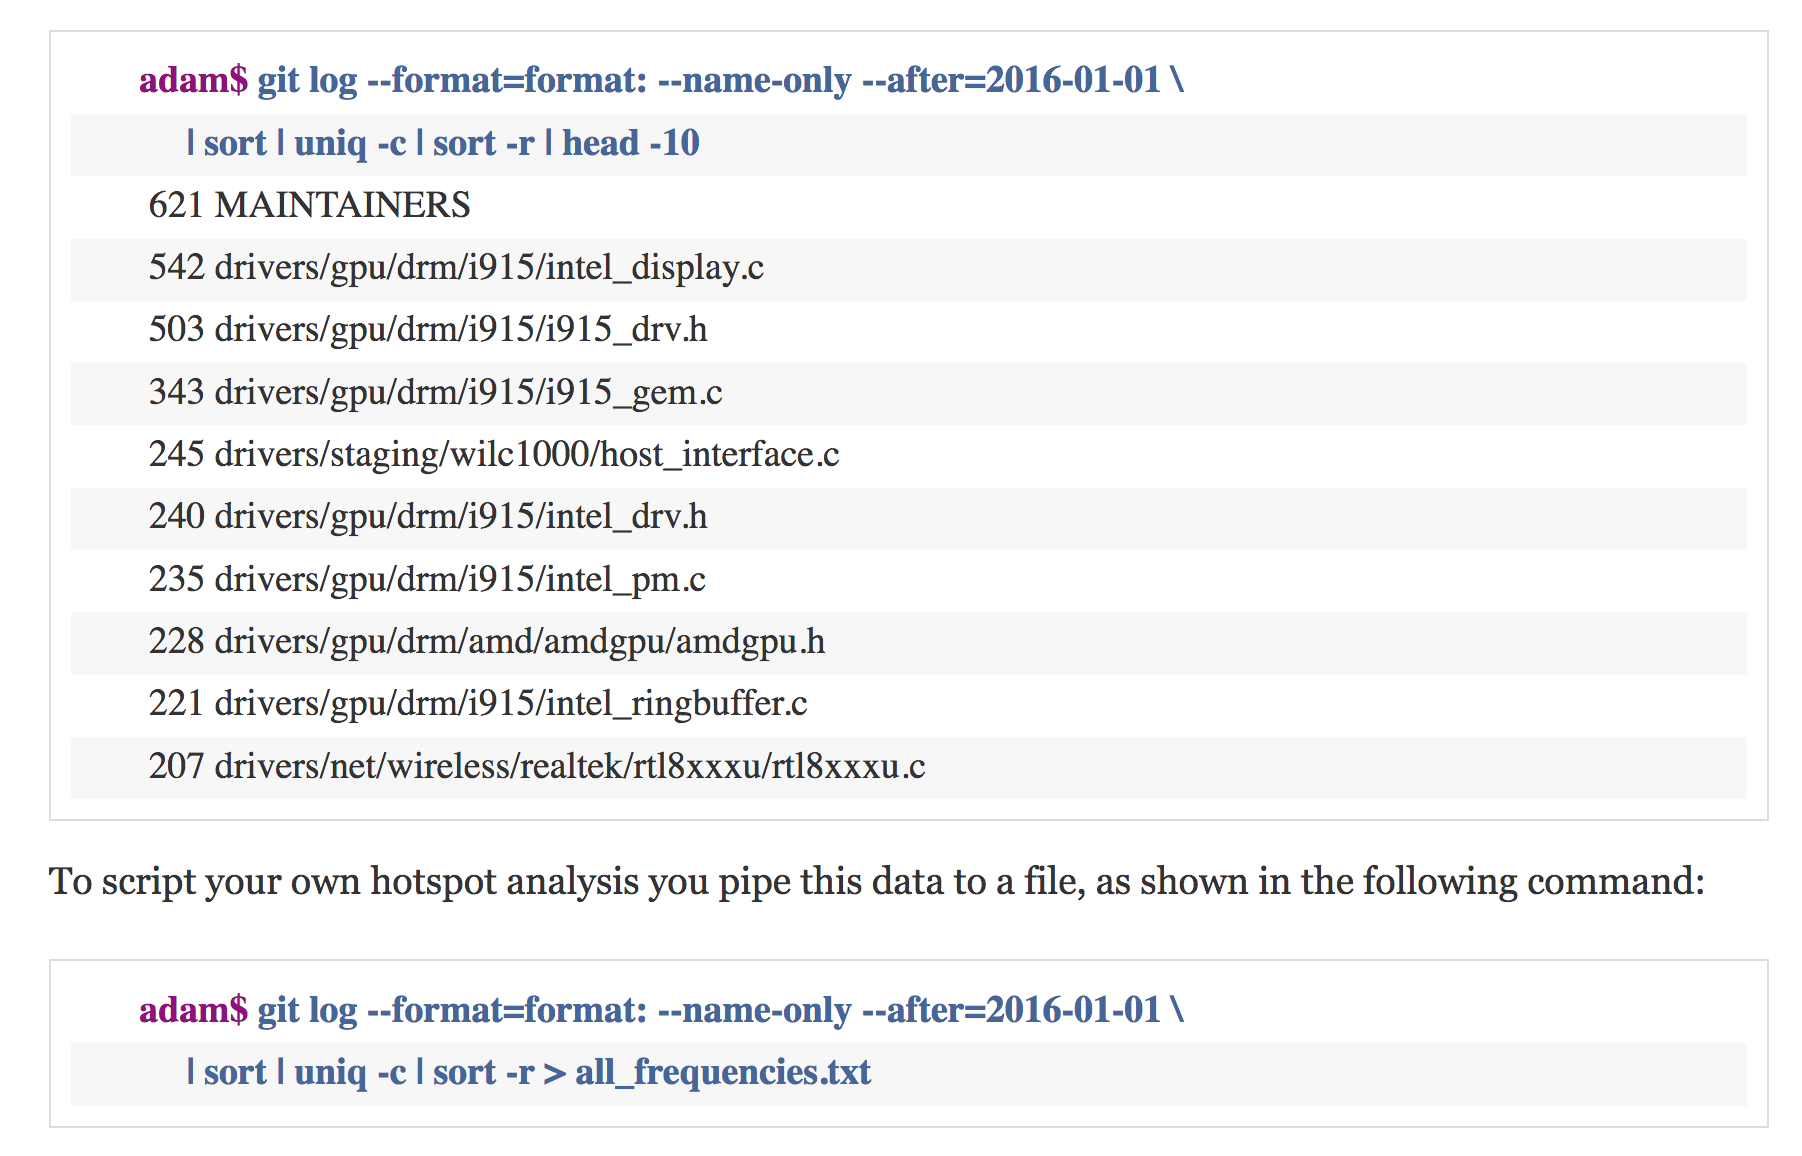 adam$ git log --format=format: --name-only --after=2016-01-01 \
| sort | uniq -c | sort -r | head -10
621 MAINTAINERS
542 drivers/gpu/drm/i915/intel_display.c
503 drivers/gpu/drm/i915/i915_drv.h
343 drivers/gpu/drm/i915/i915_gem.c
245 drivers/staging/wilc1000/host_interface.c
240 drivers/gpu/drm/i915/intel_drv.h
235 drivers/gpu/drm/i915/intel_pm.c
228 drivers/gpu/drm/amd/amdgpu/amdgpu.h
221 drivers/gpu/drm/i915/intel_ringbuffer.c
207 drivers/net/wireless/realtek/rtl8xxxu/rtl8xxxu.c
To script your own hotspot analysis you pipe this data to a file, as shown in the following command:
adam$ git log --format=format: --name-only --after=2016-01-01 \
| sort | uniq -c | sort -r > all_frequencies.txt